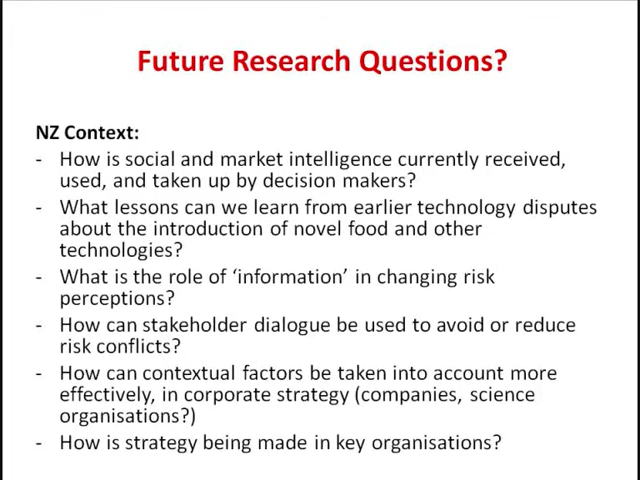 Future Research Questions?
NZ Context:
- How is social and market intelligence currently received,
used, and taken up by decision makers?
- What lessons can we learn from earlier technology disputes
about the introduction of novel food and other
technologies?
- What is the role of ‘information’ in changing risk
perceptions?
- How can stakeholder dialogue be used to avoid or reduce
risk conflicts?
- How can contextual factors be taken into account more
effectively, in corporate strategy (companies, science
organisations?)
- How is strategy being made in key organisations?